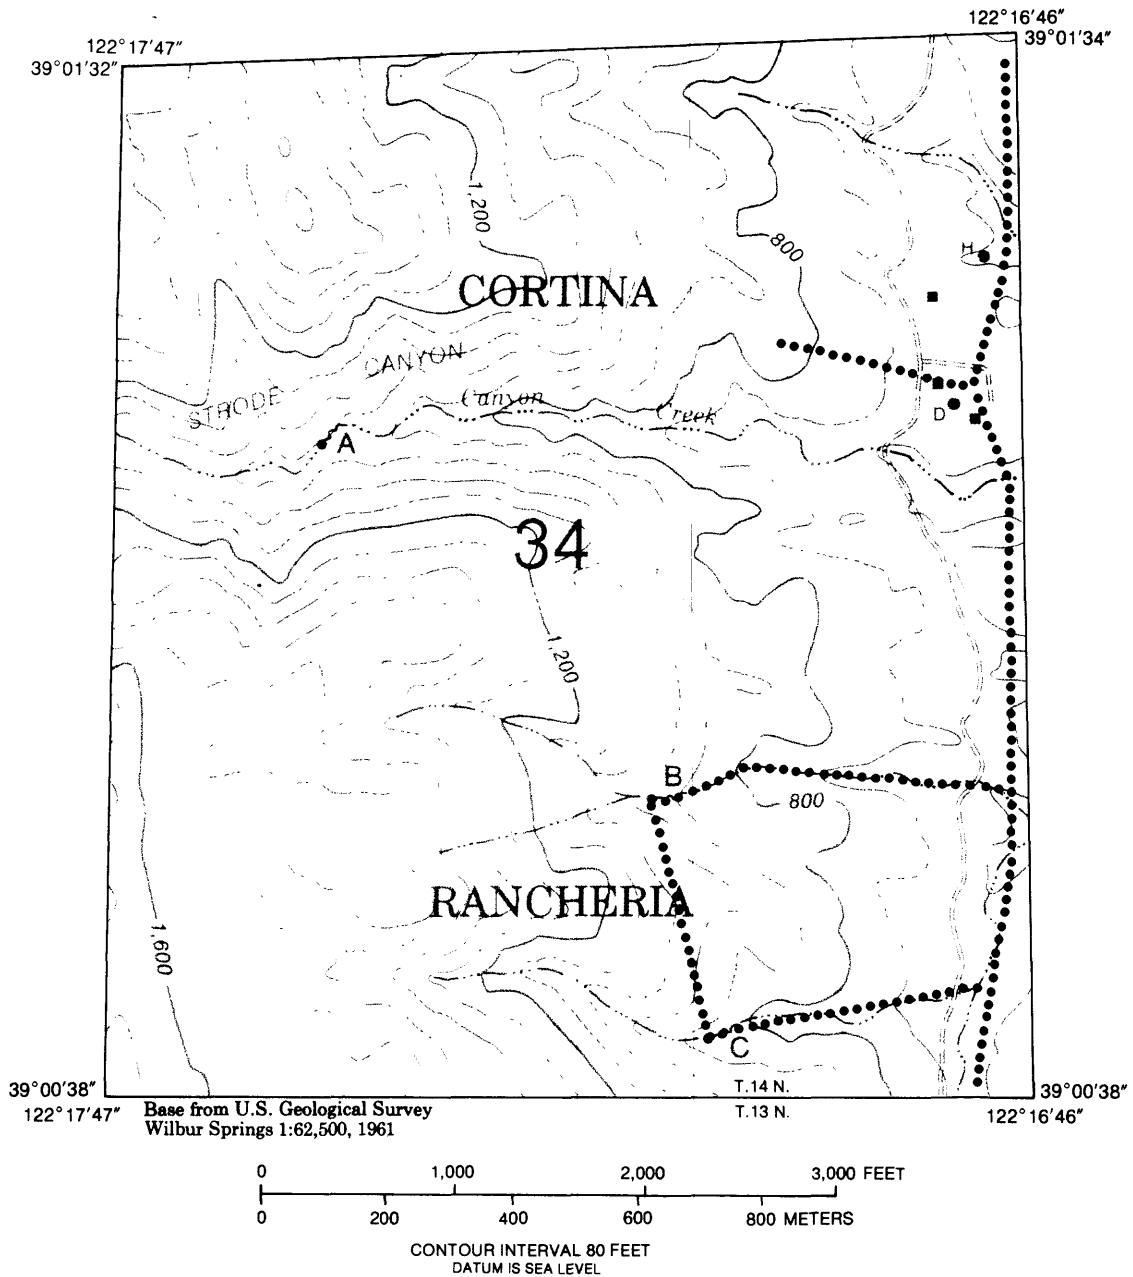 122°16'46"
122°17'47"
39°01'34"
39°01'32"
1,200
800
H
CORTINA
STRODE CANYON
Canyon Creek
D
A
34
1,200
B
800
RANCHERIA
1,600
C
T.14 N.
39°00'38"
39°00'38"
T.13 N.
122°17'47"
122°16'46"
Base from U.S. Geological Survey
Wilbur Springs 1:62,500, 1961
0 1,000 2,000 3,000 FEET
0 200 400 600 800 METERS
CONTOUR INTERVAL 80 FEET
DATUM IS SEA LEVEL